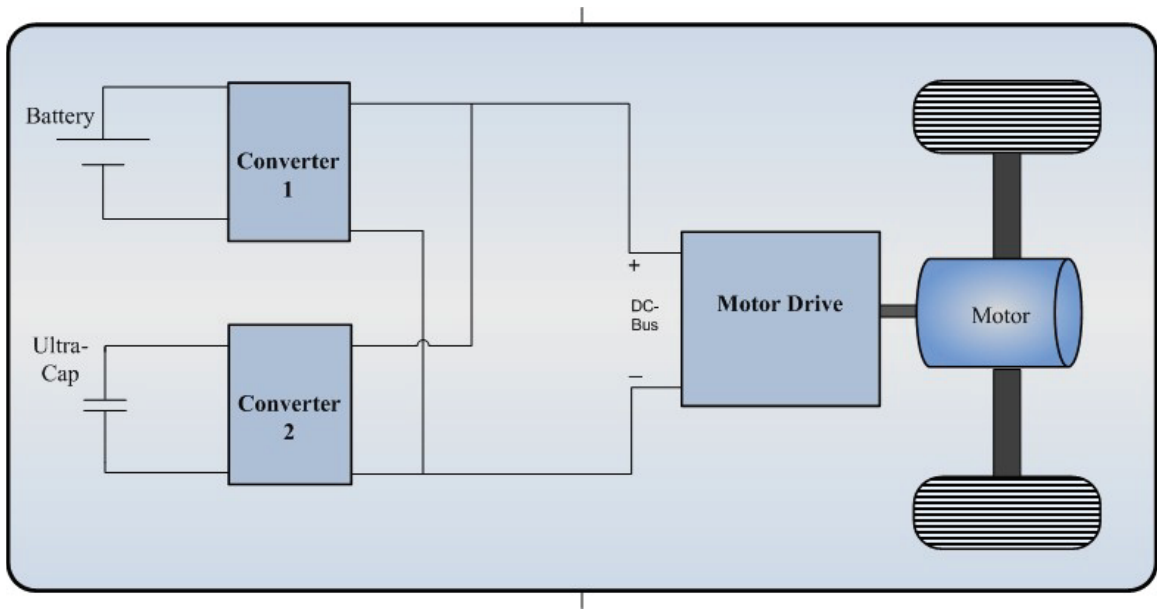 Battery
Converter
1
Ultra-
Cap
Converter
2
+
DC-
Bus
–
Motor Drive
Motor